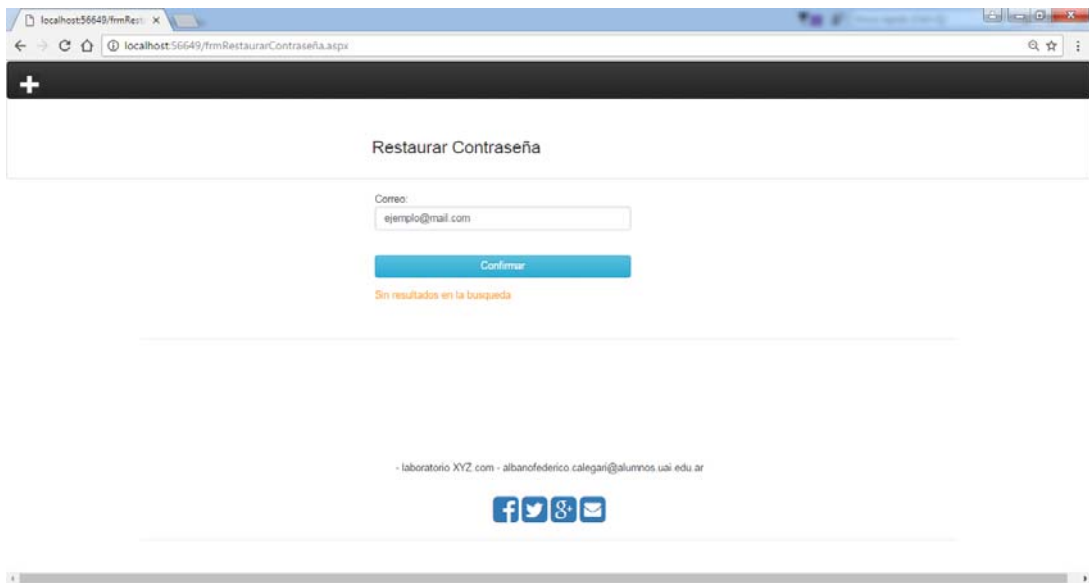 localhost:56649/frmRest
localhost:56649/frmRestaurarContraseña.aspx
Restaurar Contraseña
Correo:
ejemplo@mail.com
Confirmar
Sin resultados en la busqueda
- laboratorio XYZ.com - albanofederico.calegari@alumnos.uai.edu.ar